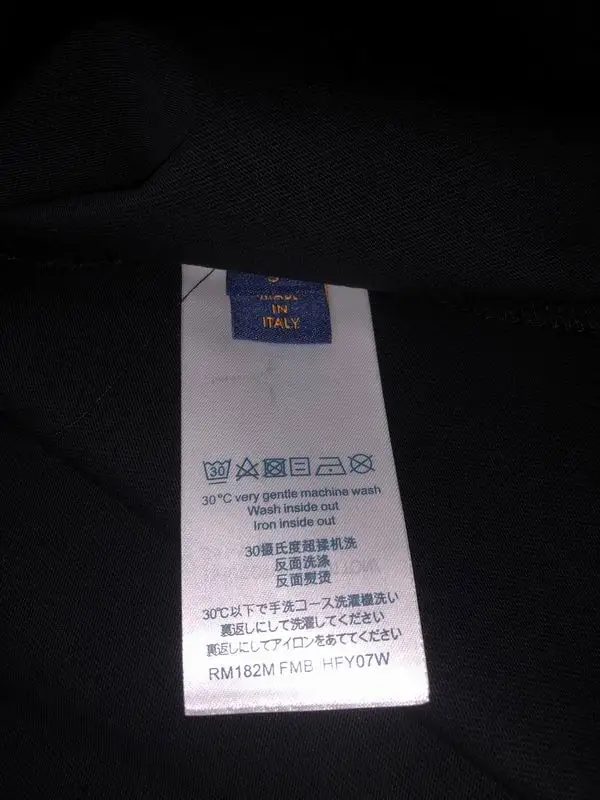 MADE
IN
ITALY
30
30°C very gentle machine wash
Wash inside out
Iron inside out
30摄氏度超揉机洗
反面洗涤
反面熨烫
30℃以下で手洗コース洗濯機洗い
裏返しにして洗濯してください
裏返しにしてアイロンをあててください
RM182M FMB HFY07W